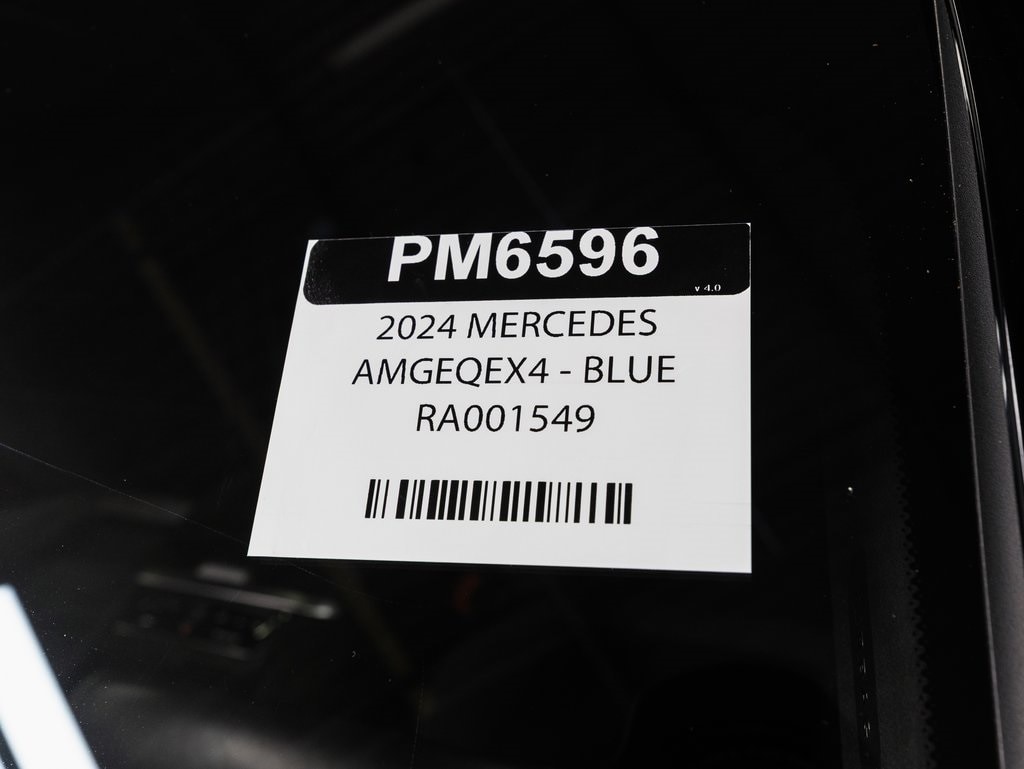 PM6596
v 4.0
2024 MERCEDES
AMGEQEX4 - BLUE
RA001549